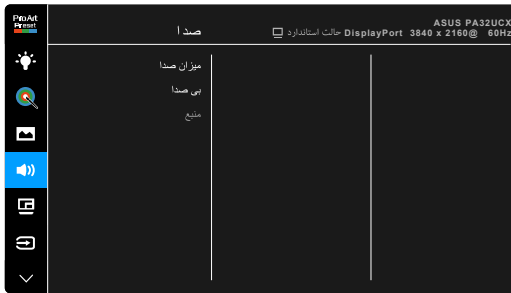 ProArt
Preset
صدا
ASUS PA32UCX
حالت استاندارد DisplayPort 3840 x 2160@ 60Hz
میزان صدا
بی صدا
منبع